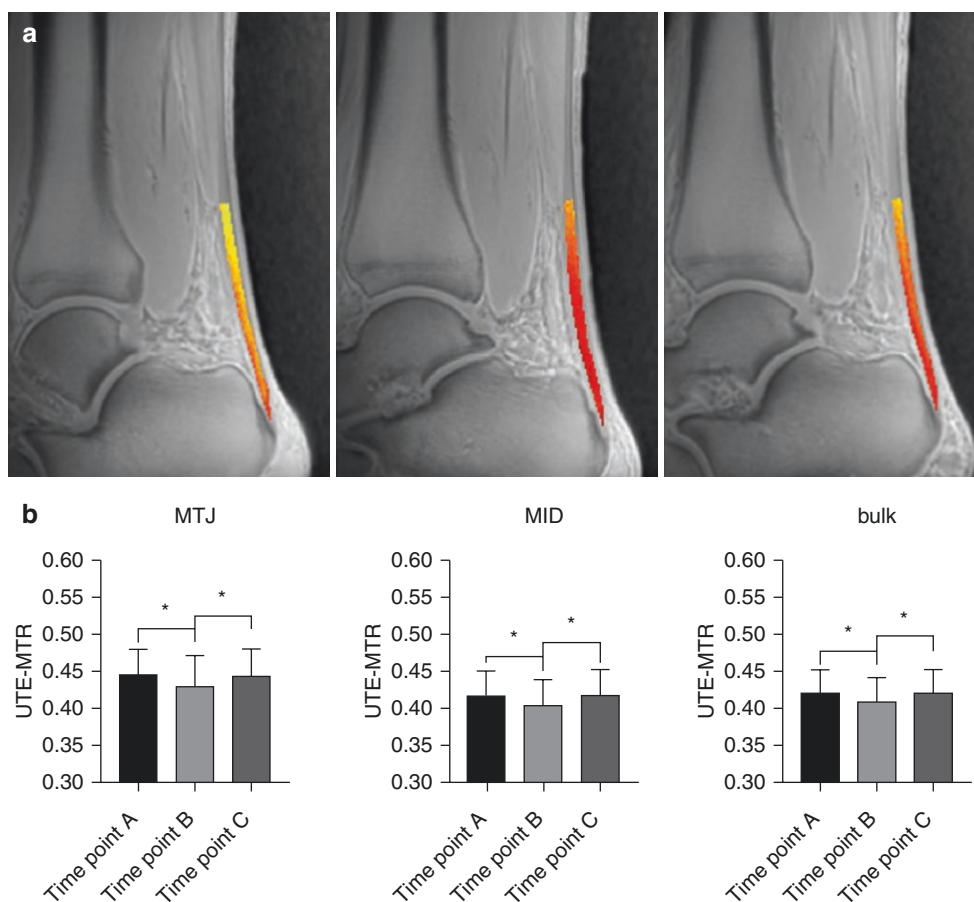 a
b
MTJ
UTE-MTR
0.60
0.55
0.50
0.45
0.40
0.35
0.30
*
*
Time point A
Time point B
Time point C
MID
UTE-MTR
0.60
0.55
0.50
0.45
0.40
0.35
0.30
*
*
Time point A
Time point B
Time point C
bulk
UTE-MTR
0.60
0.55
0.50
0.45
0.40
0.35
0.30
*
*
Time point A
Time point B
Time point C